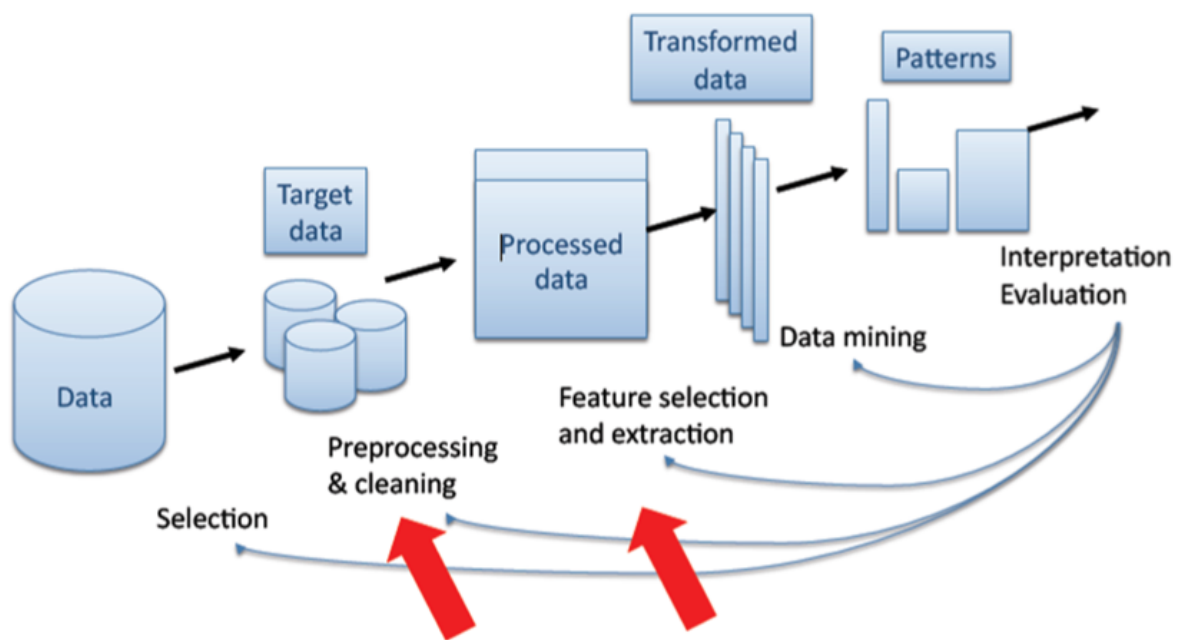 Transformed
data
Patterns
Target
data
Processed
data
Interpretation
Evaluation
Data mining
Data
Feature selection
and extraction
Preprocessing
& cleaning
Selection